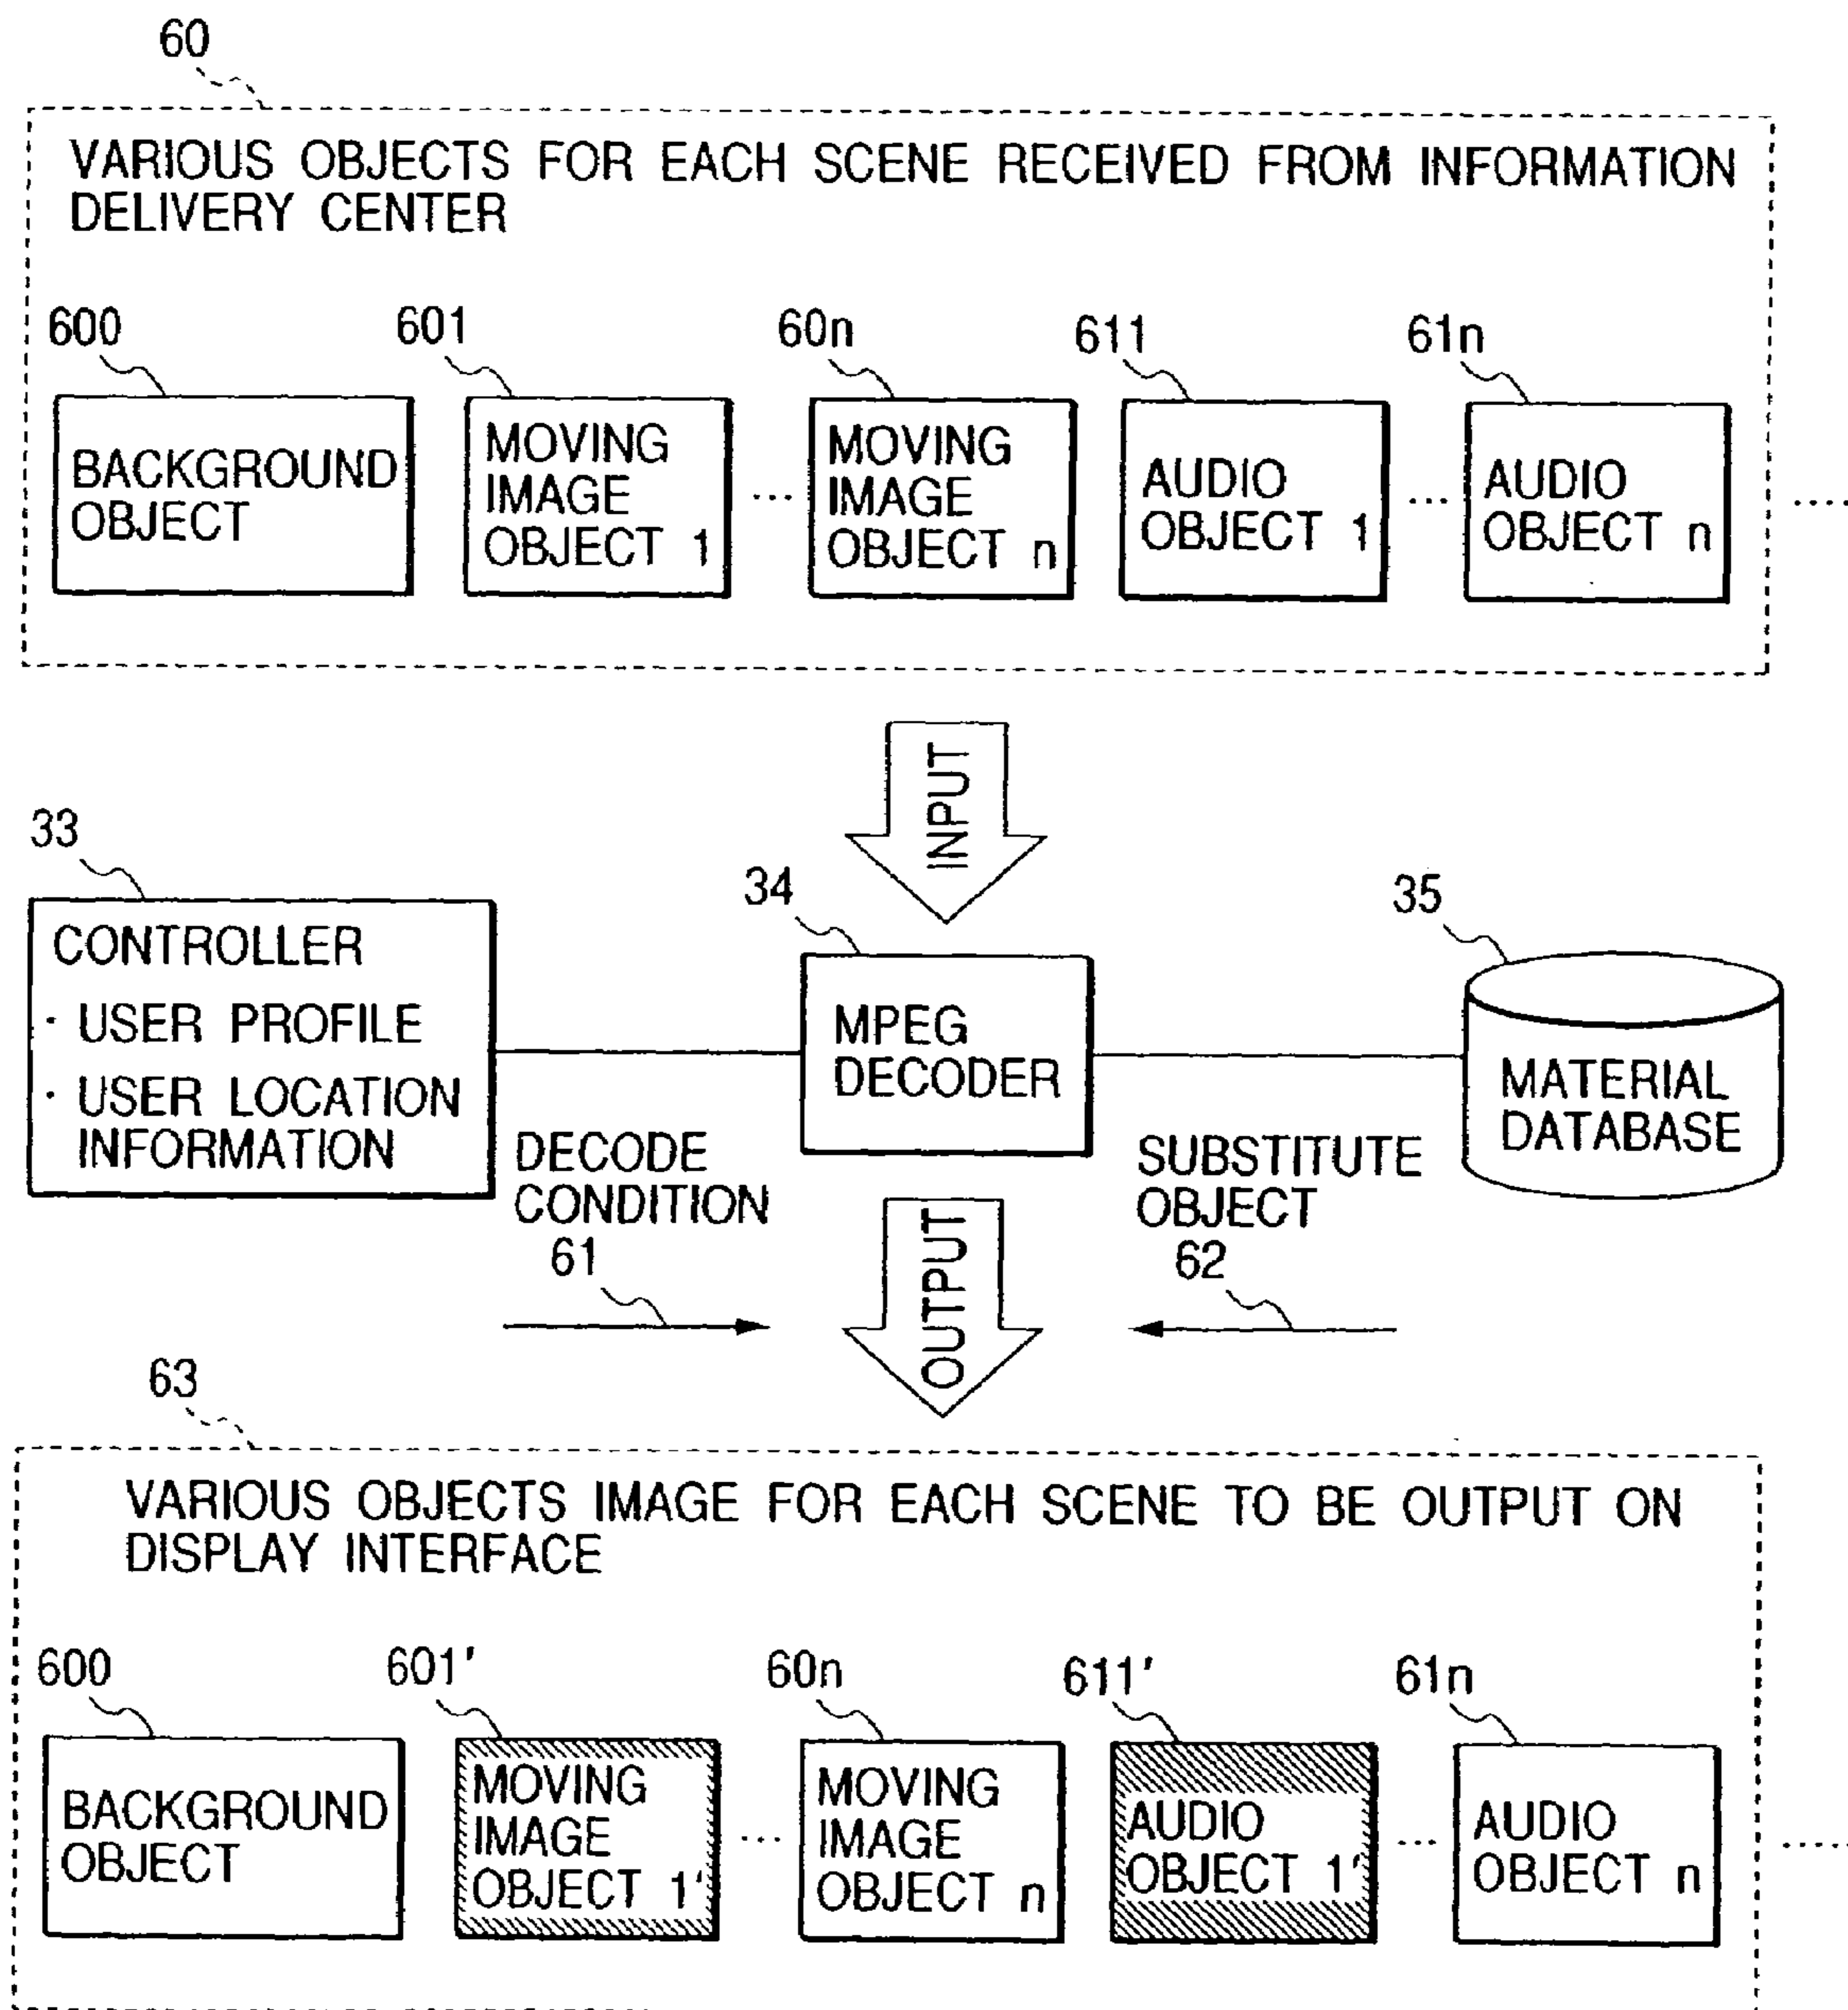 60
VARIOUS OBJECTS FOR EACH SCENE RECEIVED FROM INFORMATION
DELIVERY CENTER
600
601
60n
611
61n
BACKGROUND
OBJECT
MOVING
IMAGE
OBJECT 1
...
MOVING
IMAGE
OBJECT n
AUDIO
OBJECT 1
...
AUDIO
OBJECT n
....
INPUT
33
CONTROLLER
· USER PROFILE
· USER LOCATION
INFORMATION
34
MPEG
DECODER
35
MATERIAL
DATABASE
DECODE
CONDITION
61
OUTPUT
SUBSTITUTE
OBJECT
62
63
VARIOUS OBJECTS IMAGE FOR EACH SCENE TO BE OUTPUT ON
DISPLAY INTERFACE
600
601'
60n
611'
61n
BACKGROUND
OBJECT
MOVING
IMAGE
OBJECT 1'
...
MOVING
IMAGE
OBJECT n
AUDIO
OBJECT 1'
...
AUDIO
OBJECT n
....